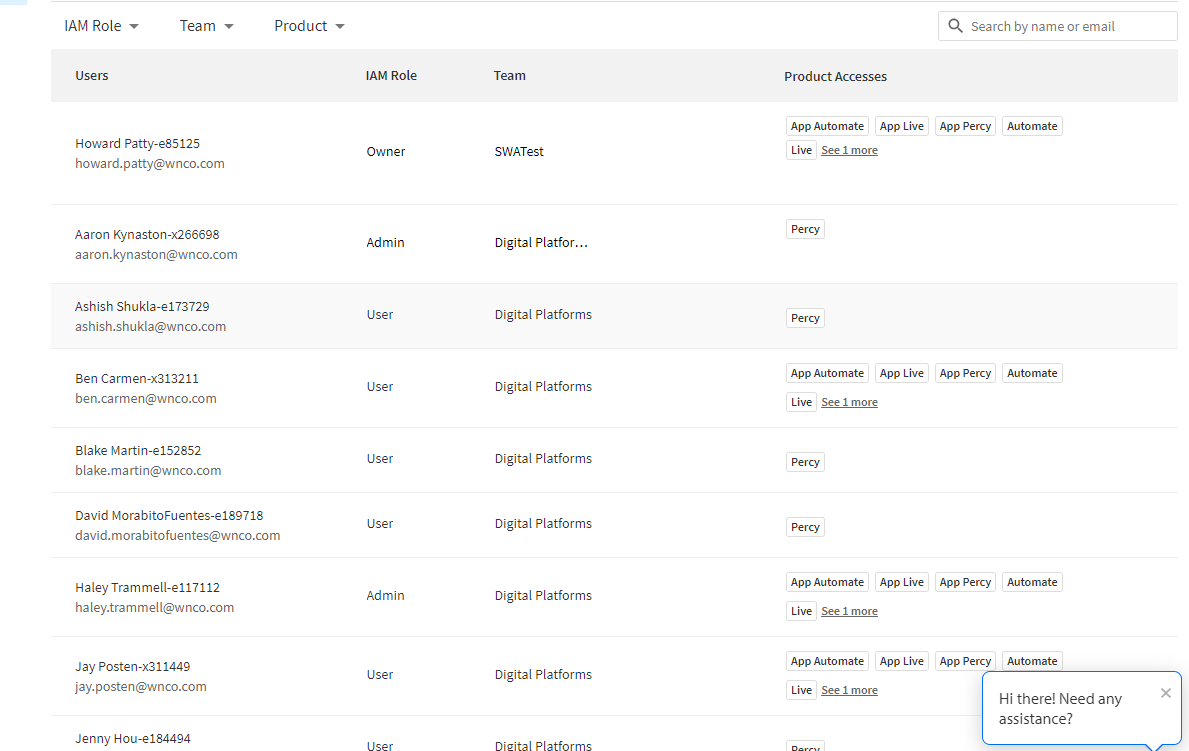 IAM Role Team Product Search by name or email
Users IAM Role Team Product Accesses
Howard Patty-e85125
howard.patty@wnco.com
Owner SWATest
App Automate App Live App Percy Automate
Live See 1 more
Aaron Kynaston-x266698
aaron.kynaston@wnco.com
Admin Digital Platfor...
Percy
Ashish Shukla-e173729
ashish.shukla@wnco.com
User Digital Platforms
Percy
Ben Carmen-x313211
ben.carmen@wnco.com
User Digital Platforms
App Automate App Live App Percy Automate
Live See 1 more
Blake Martin-e152852
blake.martin@wnco.com
User Digital Platforms
Percy
David MorabitoFuentes-e189718
david.morabitofuentes@wnco.com
User Digital Platforms
Percy
Haley Trammell-e117112
haley.trammell@wnco.com
Admin Digital Platforms
App Automate App Live App Percy Automate
Live See 1 more
Jay Posten-x311449
jay.posten@wnco.com
User Digital Platforms
App Automate App Live App Percy Automate
Live See 1 more
Jenny Hou-e184494
User Digital Platforms
Percy
Hi there! Need any
assistance?